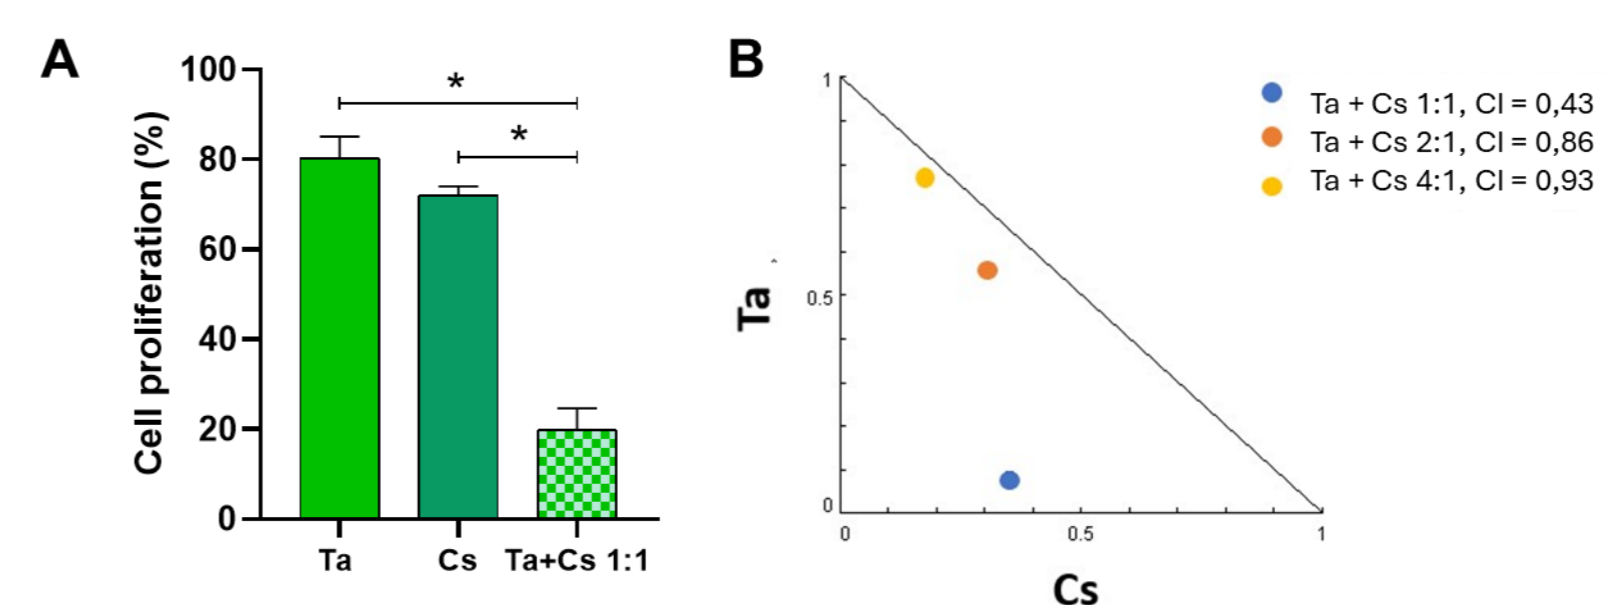 A
Cell proliferation (%)
100
80
60
40
20
0
*
*
Ta
Cs
Ta+Cs 1:1
B
Ta
1
0.5
0
0
0.5
1
Cs
Ta + Cs 1:1, CI = 0,43
Ta + Cs 2:1, CI = 0,86
Ta + Cs 4:1, CI = 0,93